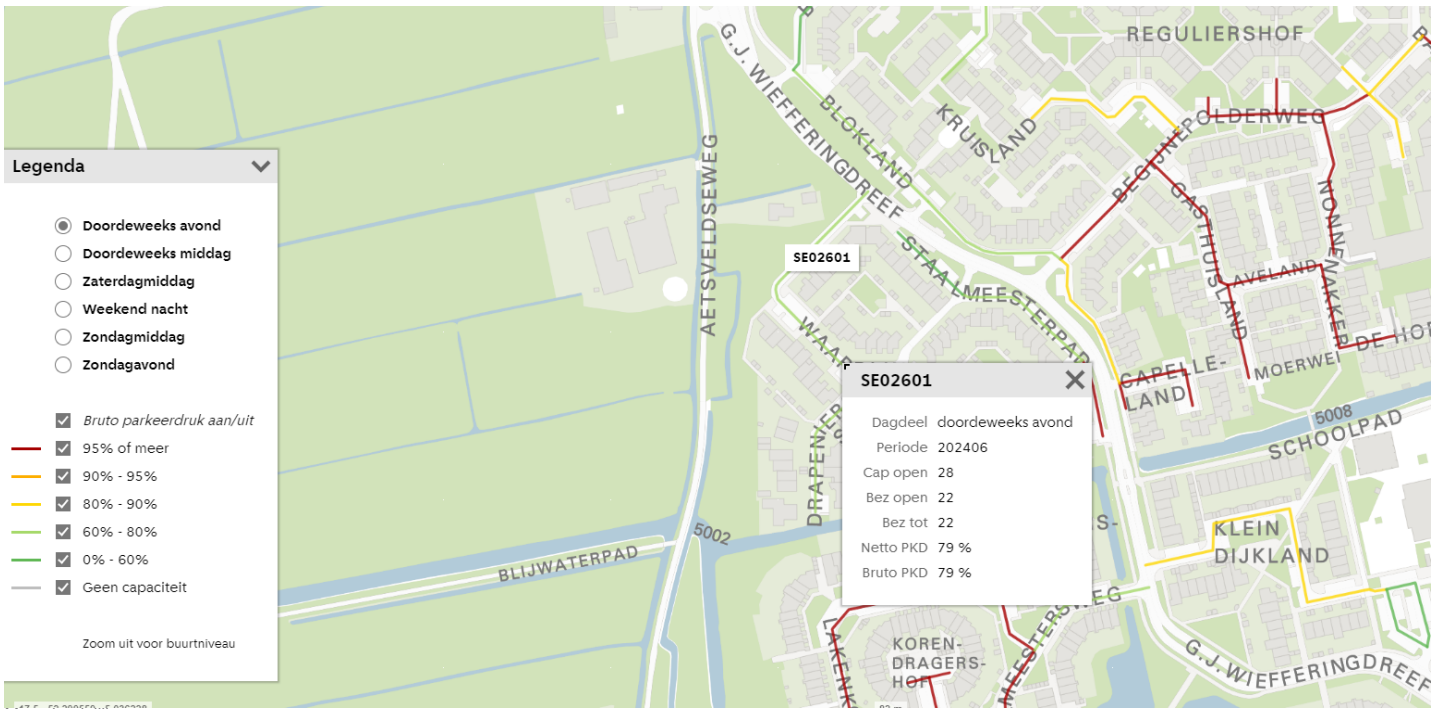 Legenda
Doordeweeks avond
Doordeweeks middag
Zaterdagmiddag
Weekend nacht
Zondagmiddag
Zondagavond
Bruto parkeerdruk aan/uit
95% of meer
90% - 95%
80% - 90%
60% - 80%
0% - 60%
Geen capaciteit
Zoom uit voor buurtniveau
G.J. WIEFFERINGDREEF
BLOKLAND
KRUISLAND
REGULIERSHOF
BEGIJNEPOLDERWEG
GASTHUISLAND
NONNENAKKER
AVELAND
MOERWEI
DE HOF
AETSVELDSEWEG
SE02601
STAALMEESTERPAD
CAPELLE-
LAND
5008
SCHOOLPAD
SE02601
Dagdeel doordeweeks avond
Periode 202406
Cap open 28
Bez open 22
Bez tot 22
Netto PKD 79 %
Bruto PKD 79 %
5002
BLIJWATERPAD
KLEIN
DIJKLAND
KOREN-
DRAGERS-
HOF
G.J. WIEFFERINGDREEF